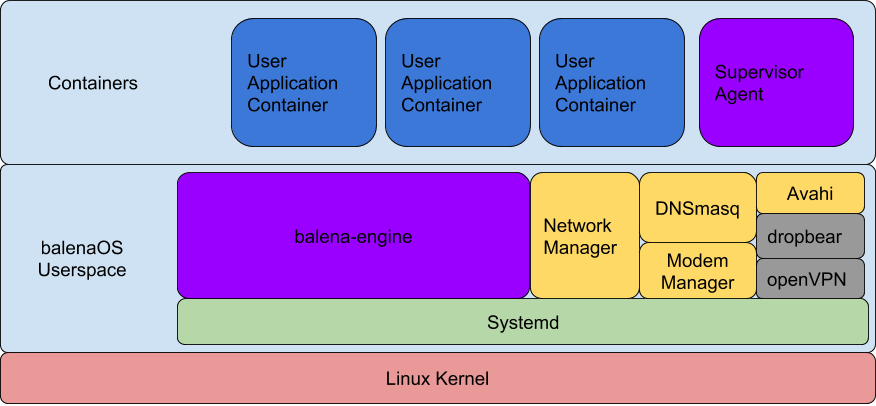 Containers
User
Application
Container
User
Application
Container
User
Application
Container
Supervisor
Agent
balenaOS
Userspace
balena-engine
Network
Manager
DNSmasq
Modem
Manager
Avahi
dropbear
openVPN
Systemd
Linux Kernel